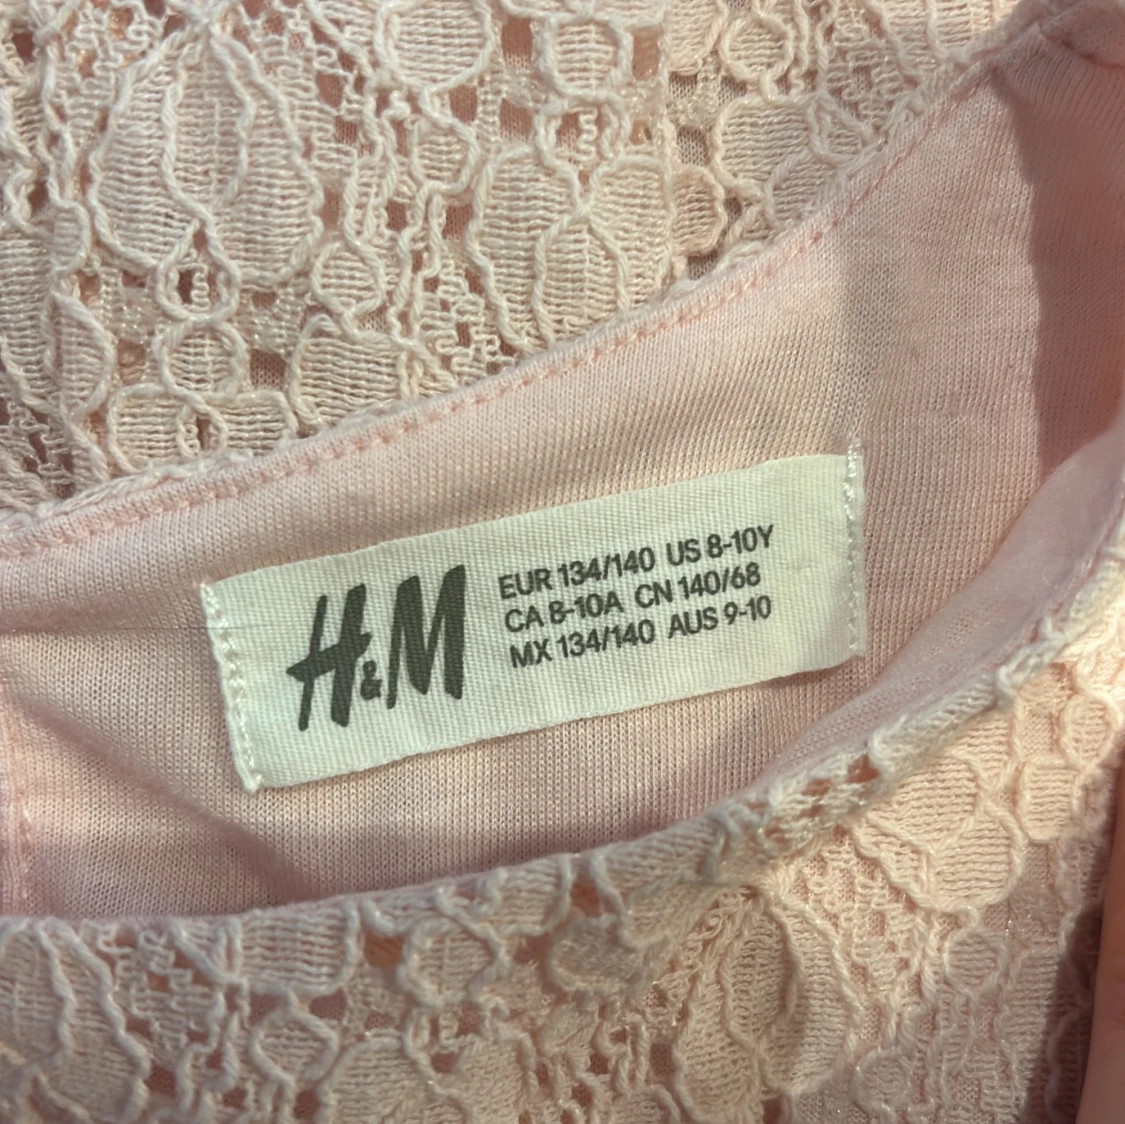 H&M
EUR 134/140 US 8-10Y
CA 8-10A CN 140/68
MX 134/140 AUS 9-10